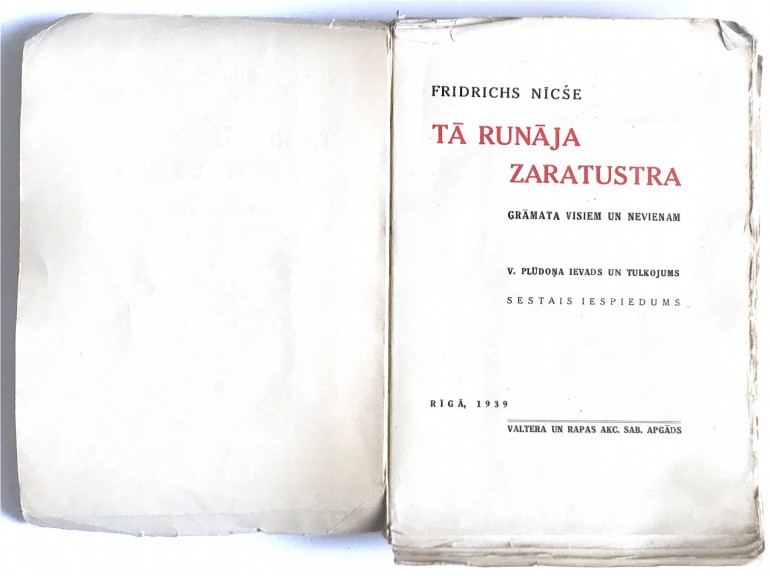 FRIDRICHS NĪCŠE
TĀ RUNĀJA
ZARATUSTRA
GRĀMATA VISIEM UN NEVIENAM
V. PLŪDOŅA IEVADS UN TULKOJUMS
SESTAIS IESPIEDUMS
RĪGĀ, 1939
VALTERA UN RAPAS AKC. SAB. APGĀDS